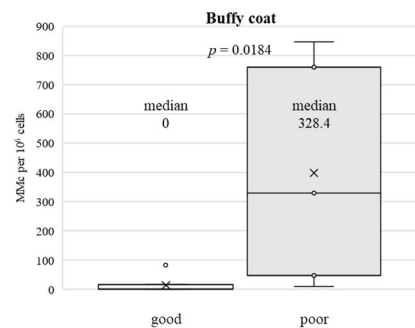 Buffy coat
p = 0.0184
MMc per 10⁶ cells
900
800
700
600
500
400
300
200
100
0
median
0
median
328.4
good
poor